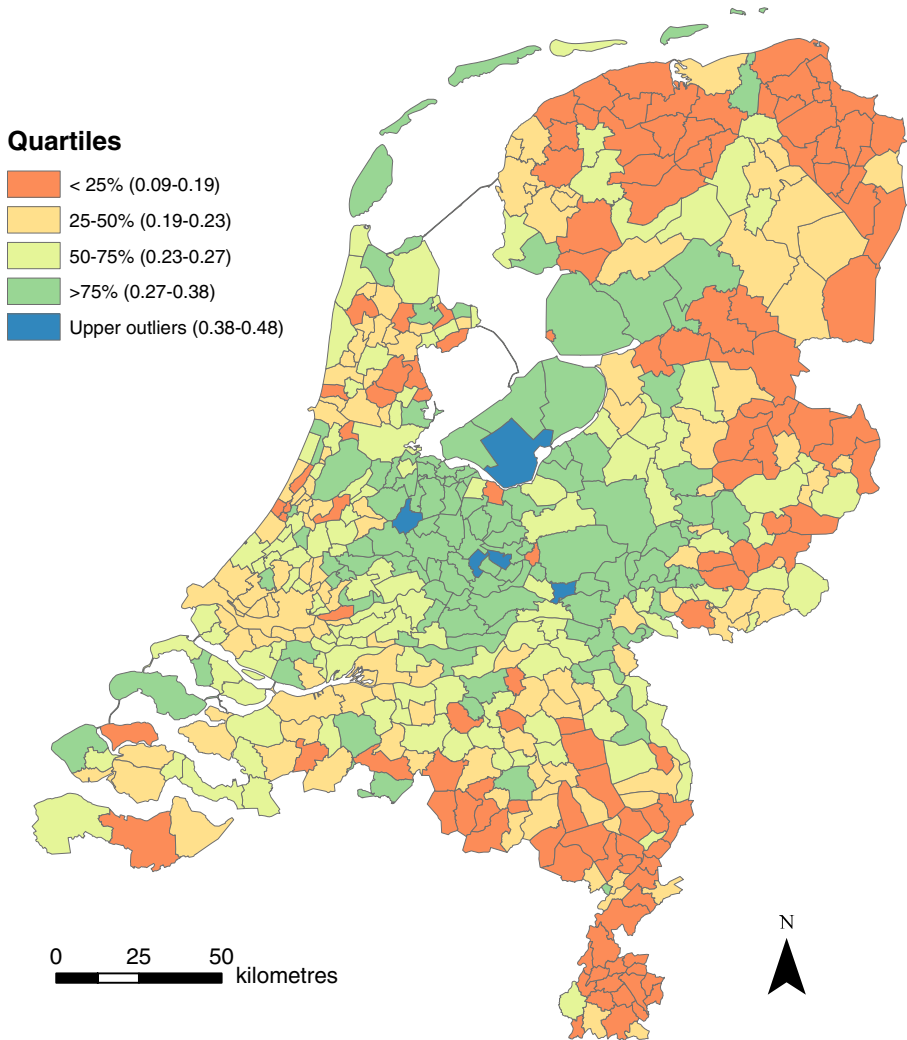 Quartiles
< 25% (0.09-0.19)
25-50% (0.19-0.23)
50-75% (0.23-0.27)
>75% (0.27-0.38)
Upper outliers (0.38-0.48)
N
0 25 50
kilometres